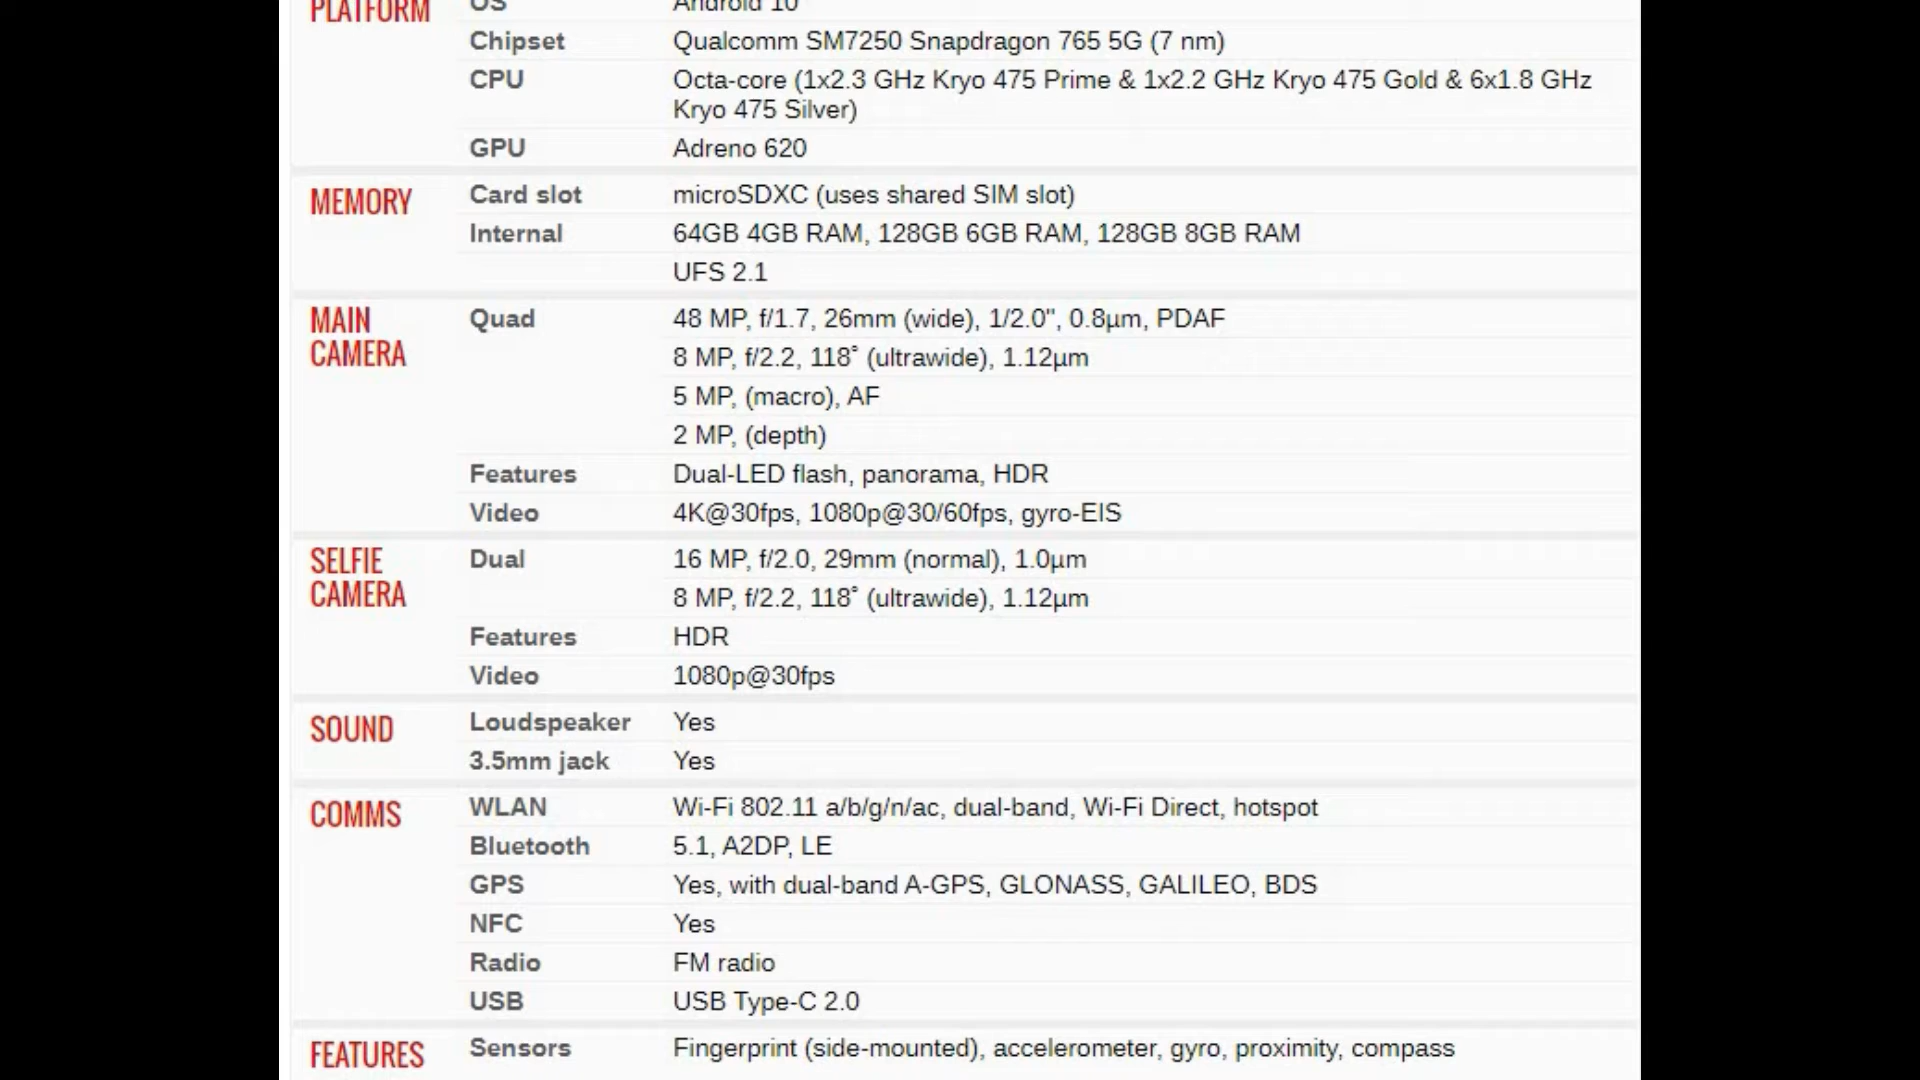 PLATFORM OS Android 10
Chipset Qualcomm SM7250 Snapdragon 765 5G (7 nm)
CPU Octa-core (1x2.3 GHz Kryo 475 Prime & 1x2.2 GHz Kryo 475 Gold & 6x1.8 GHz
Kryo 475 Silver)
GPU Adreno 620
MEMORY Card slot microSDXC (uses shared SIM slot)
Internal 64GB 4GB RAM, 128GB 6GB RAM, 128GB 8GB RAM
UFS 2.1
MAIN Quad 48 MP, f/1.7, 26mm (wide), 1/2.0", 0.8µm, PDAF
CAMERA 8 MP, f/2.2, 118˚ (ultrawide), 1.12µm
5 MP, (macro), AF
2 MP, (depth)
Features Dual-LED flash, panorama, HDR
Video 4K@30fps, 1080p@30/60fps, gyro-EIS
SELFIE Dual 16 MP, f/2.0, 29mm (normal), 1.0µm
CAMERA 8 MP, f/2.2, 118˚ (ultrawide), 1.12µm
Features HDR
Video 1080p@30fps
SOUND Loudspeaker Yes
3.5mm jack Yes
COMMS WLAN Wi-Fi 802.11 a/b/g/n/ac, dual-band, Wi-Fi Direct, hotspot
Bluetooth 5.1, A2DP, LE
GPS Yes, with dual-band A-GPS, GLONASS, GALILEO, BDS
NFC Yes
Radio FM radio
USB USB Type-C 2.0
FEATURES Sensors Fingerprint (side-mounted), accelerometer, gyro, proximity, compass